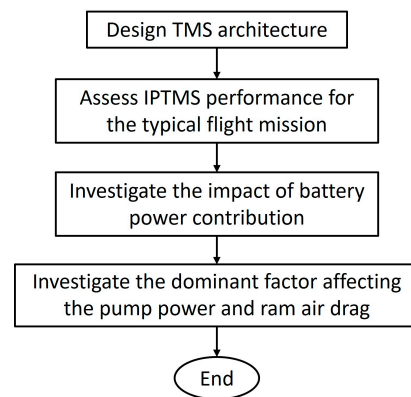 Design TMS architecture
Assess IPTMS performance for
the typical flight mission
Investigate the impact of battery
power contribution
Investigate the dominant factor affecting
the pump power and ram air drag
End